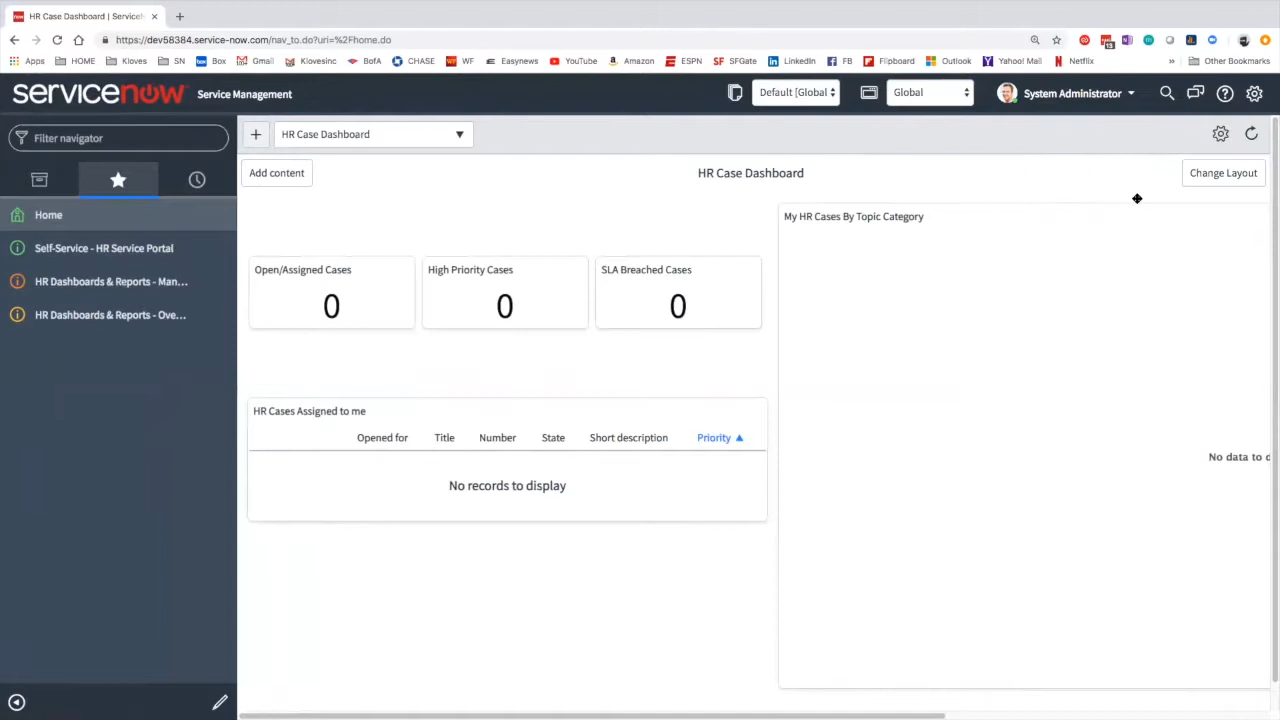 HR Case Dashboard | Service
https://dev58384.service-now.com/nav_to.do?uri=%2Fhome.do
Apps HOME Kloves SN Box Gmail Klovesinc BofA CHASE WF Easynews YouTube Amazon ESPN SFGate LinkedIn FB Flipboard Outlook Yahoo! Mail Netflix » Other Bookmarks
servicenow Service Management Default [Global Global System Administrator
Filter navigator
HR Case Dashboard
Add content
HR Case Dashboard
Change Layout
Home
Self-Service - HR Service Portal
HR Dashboards & Reports - Man...
HR Dashboards & Reports - Ove...
My HR Cases By Topic Category
Open/Assigned Cases High Priority Cases SLA Breached Cases
0 0 0
HR Cases Assigned to me
Opened for Title Number State Short description Priority
No data to d
No records to display